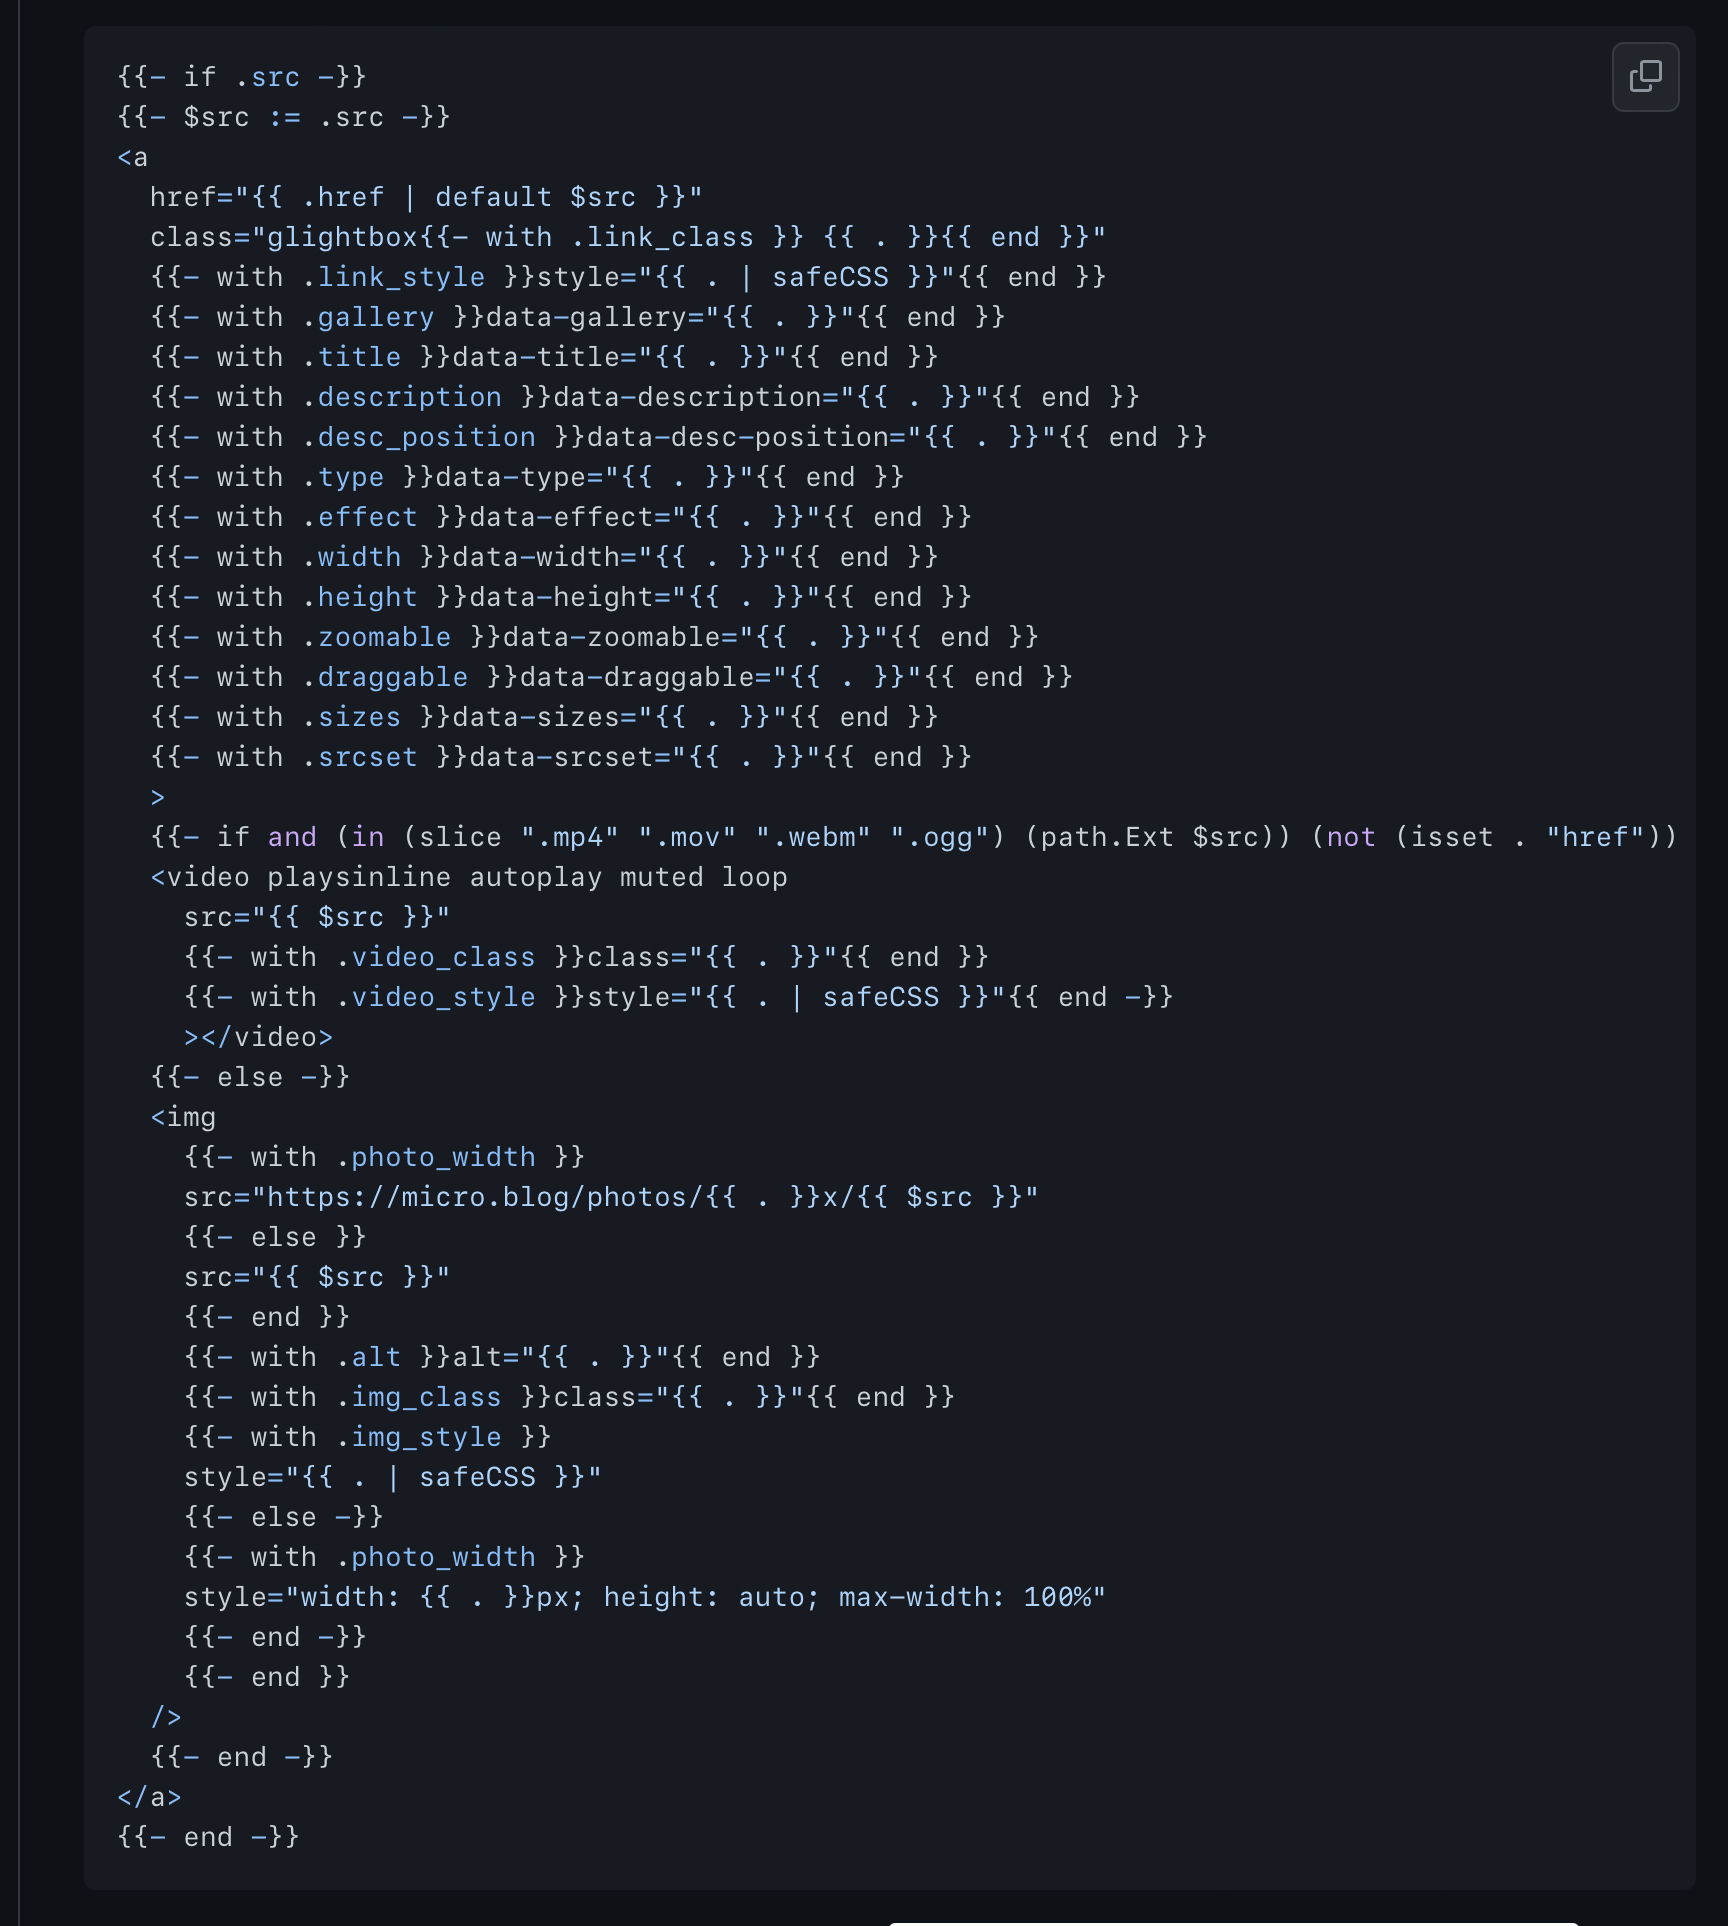 {{- if .src -}}
{{- $src := .src -}}
<a
  href="{{ .href | default $src }}"
  class="glightbox{{- with .link_class }} {{ . }}{{ end }}"
  {{- with .link_style }}style="{{ . | safeCSS }}"{{ end }}
  {{- with .gallery }}data-gallery="{{ . }}"{{ end }}
  {{- with .title }}data-title="{{ . }}"{{ end }}
  {{- with .description }}data-description="{{ . }}"{{ end }}
  {{- with .desc_position }}data-desc-position="{{ . }}"{{ end }}
  {{- with .type }}data-type="{{ . }}"{{ end }}
  {{- with .effect }}data-effect="{{ . }}"{{ end }}
  {{- with .width }}data-width="{{ . }}"{{ end }}
  {{- with .height }}data-height="{{ . }}"{{ end }}
  {{- with .zoomable }}data-zoomable="{{ . }}"{{ end }}
  {{- with .draggable }}data-draggable="{{ . }}"{{ end }}
  {{- with .sizes }}data-sizes="{{ . }}"{{ end }}
  {{- with .srcset }}data-srcset="{{ . }}"{{ end }}
  >
  {{- if and (in (slice ".mp4" ".mov" ".webm" ".ogg") (path.Ext $src)) (not (isset . "href"))
  <video playsinline autoplay muted loop
    src="{{ $src }}"
    {{- with .video_class }}class="{{ . }}"{{ end }}
    {{- with .video_style }}style="{{ . | safeCSS }}"{{ end -}}
    ></video>
  {{- else -}}
  <img
    {{- with .photo_width }}
    src="https://micro.blog/photos/{{ . }}x/{{ $src }}"
    {{- else }}
    src="{{ $src }}"
    {{- end }}
    {{- with .alt }}alt="{{ . }}"{{ end }}
    {{- with .img_class }}class="{{ . }}"{{ end }}
    {{- with .img_style }}
    style="{{ . | safeCSS }}"
    {{- else -}}
    {{- with .photo_width }}
    style="width: {{ . }}px; height: auto; max-width: 100%"
    {{- end -}}
    {{- end }}
  />
  {{- end -}}
</a>
{{- end -}}